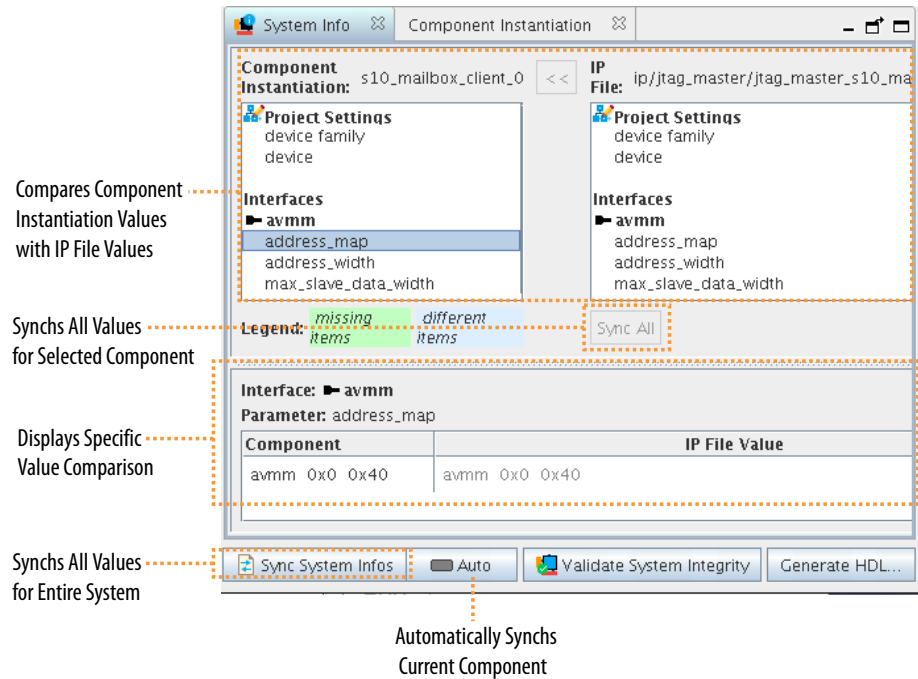 System Info
Component Instantiation
Component Instantiation: s10_mailbox_client_0
<<
IP File: ip/jtag_master/jtag_master_s10_ma
Project Settings
device family
device
Interfaces
avmm
address_map
address_width
max_slave_data_width
Project Settings
device family
device
Interfaces
avmm
address_map
address_width
max_slave_data_width
Legend:
missing items
different items
Sync All
Interface: avmm
Parameter: address_map
Component
IP File Value
avmm 0x0 0x40
avmm 0x0 0x40
Sync System Infos
Auto
Validate System Integrity
Generate HDL...
Compares Component
Instantiation Values
with IP File Values
Synchs All Values
for Selected Component
Displays Specific
Value Comparison
Synchs All Values
for Entire System
Automatically Synchs
Current Component